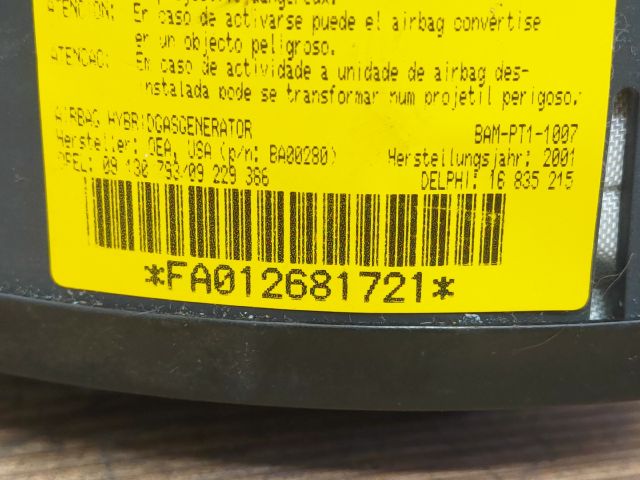 ATENCION
En caso de activarse puede el airbag convertise
en un objecto peligroso.
ATENCAO:
Em caso de actividade a unidade de airbag des-
instalada pode se transformar num projetil perigoso.
AIRBAG HYBRIDGASGENERATOR BAM-PT1-1007
Hersteller: OEA, USA (p/n: BA00280) Herstellungsjahr: 2001
OPEL: 09 130 793/09 229 386 DELPHI: 16 835 215
*FA012681721*